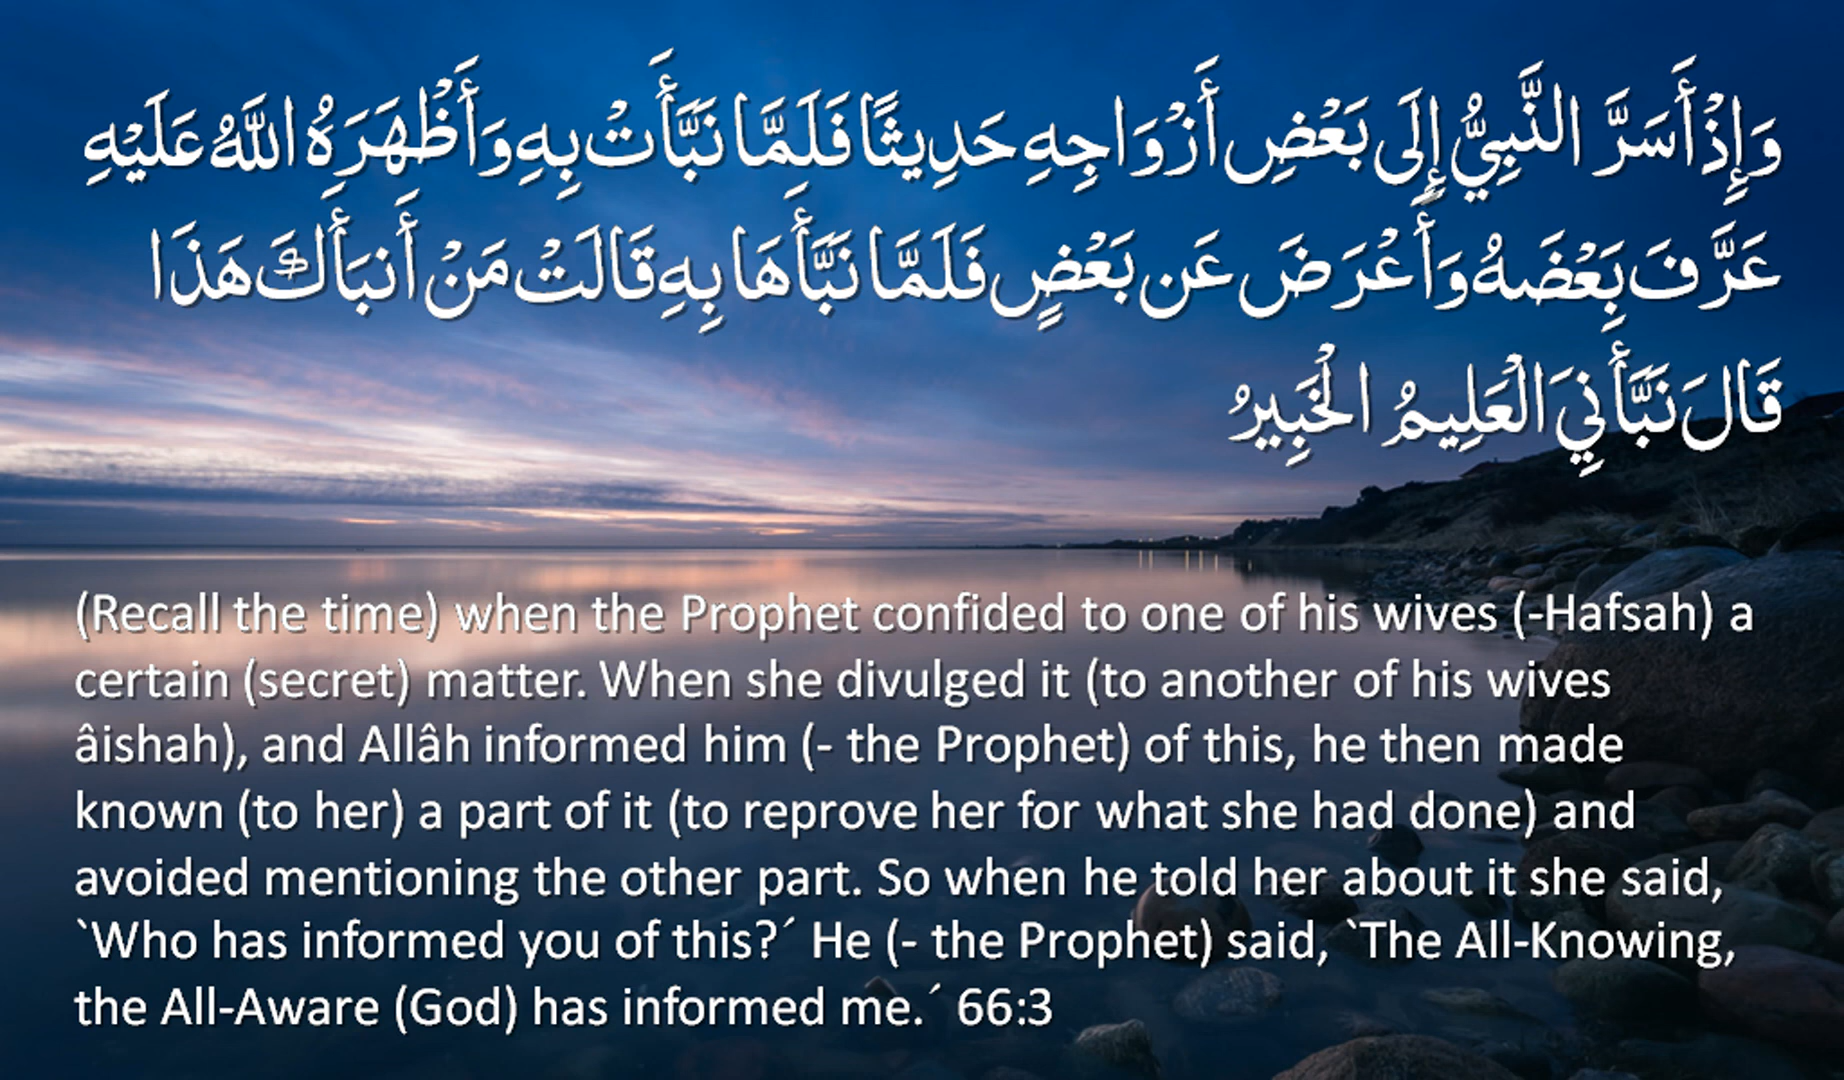 وَإِذْ أَسَرَّ النَّبِيُّ إِلَى بَعْضِ أَزْوَاجِهِ حَدِيثًا فَلَمَّا نَبَّأَتْ بِهِ وَأَظْهَرَهُ اللَّهُ عَلَيْهِ
عَرَّفَ بَعْضَهُ وَأَعْرَضَ عَن بَعْضٍ فَلَمَّا نَبَّأَهَا بِهِ قَالَتْ مَنْ أَنبَأَكَ هَذَا
قَالَ نَبَّأَنِيَ الْعَلِيمُ الْخَبِيرُ
(Recall the time) when the Prophet confided to one of his wives (-Hafsah) a
certain (secret) matter. When she divulged it (to another of his wives
âishah), and Allâh informed him (- the Prophet) of this, he then made
known (to her) a part of it (to reprove her for what she had done) and
avoided mentioning the other part. So when he told her about it she said,
`Who has informed you of this?´ He (- the Prophet) said, `The All-Knowing,
the All-Aware (God) has informed me.´ 66:3